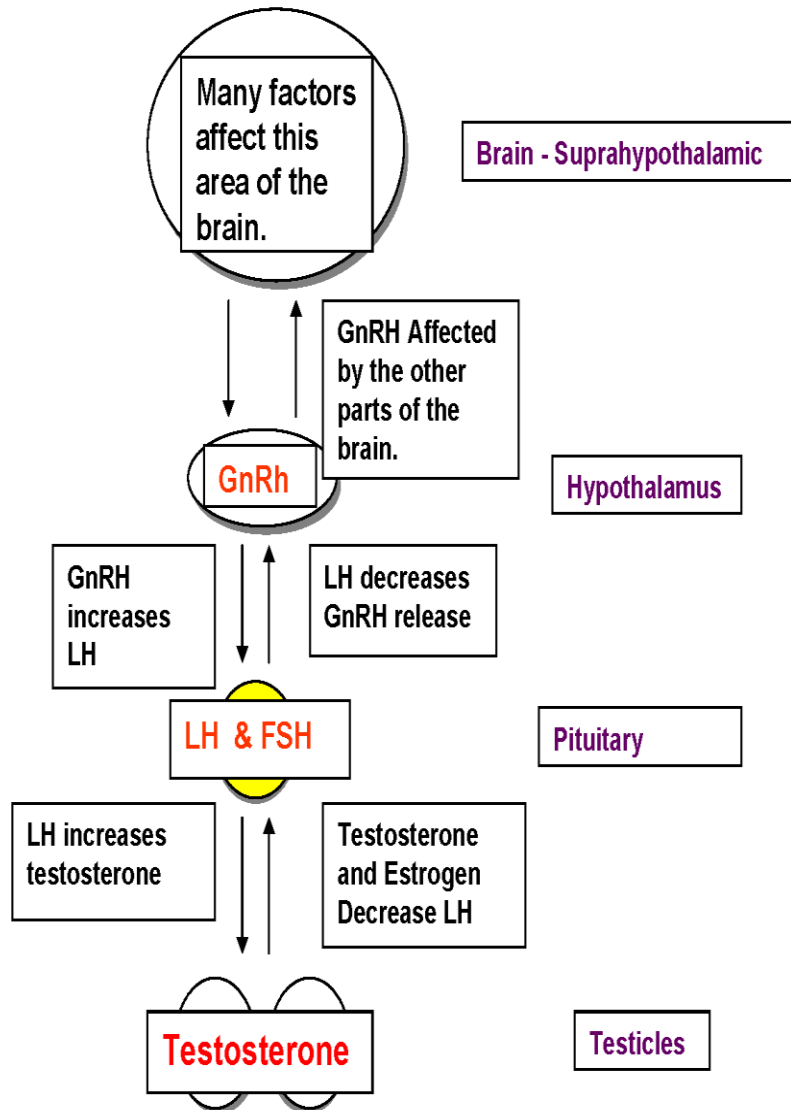 Many factors
affect this
area of the
brain.
Brain - Suprahypothalamic
GnRH Affected
by the other
parts of the
brain.
GnRh
Hypothalamus
GnRH
increases
LH
LH decreases
GnRH release
LH & FSH
Pituitary
LH increases
testosterone
Testosterone
and Estrogen
Decrease LH
Testosterone
Testicles